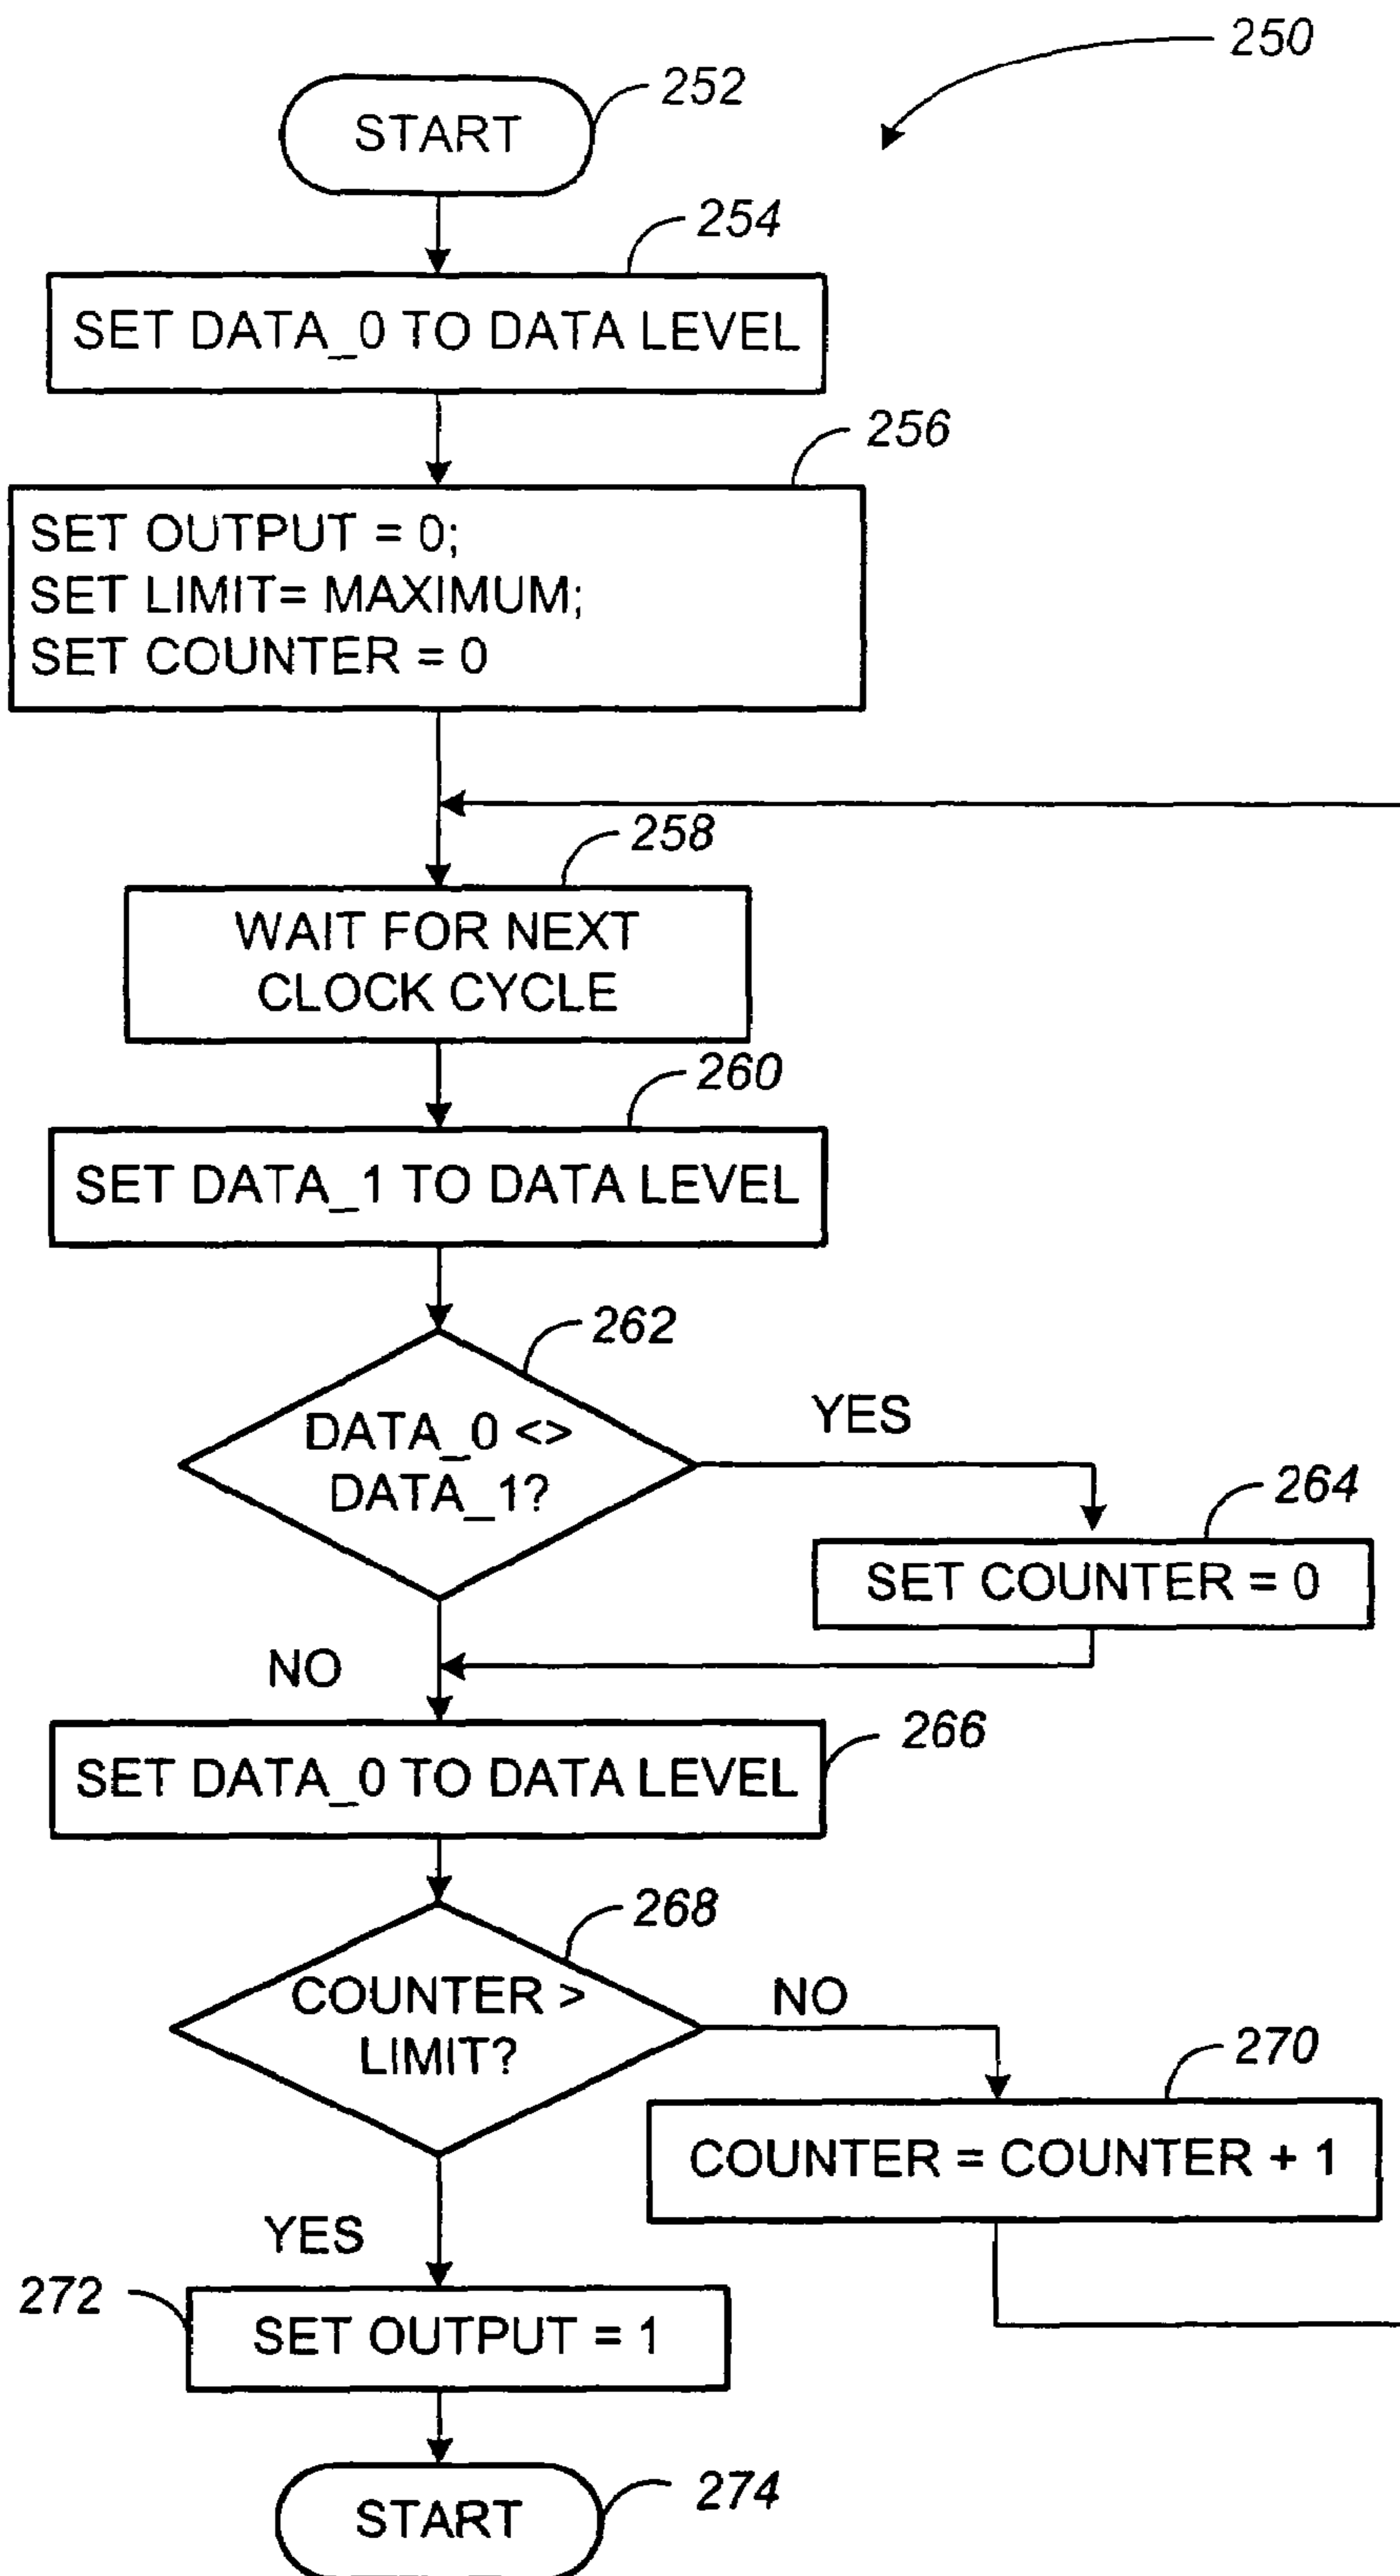 250
252
START
254
SET DATA_0 TO DATA LEVEL
256
SET OUTPUT = 0;
SET LIMIT= MAXIMUM;
SET COUNTER = 0
258
WAIT FOR NEXT
CLOCK CYCLE
260
SET DATA_1 TO DATA LEVEL
262
DATA_0 <>
DATA_1?
YES
264
SET COUNTER = 0
NO
266
SET DATA_0 TO DATA LEVEL
268
COUNTER >
LIMIT?
NO
270
COUNTER = COUNTER + 1
YES
272
SET OUTPUT = 1
274
START